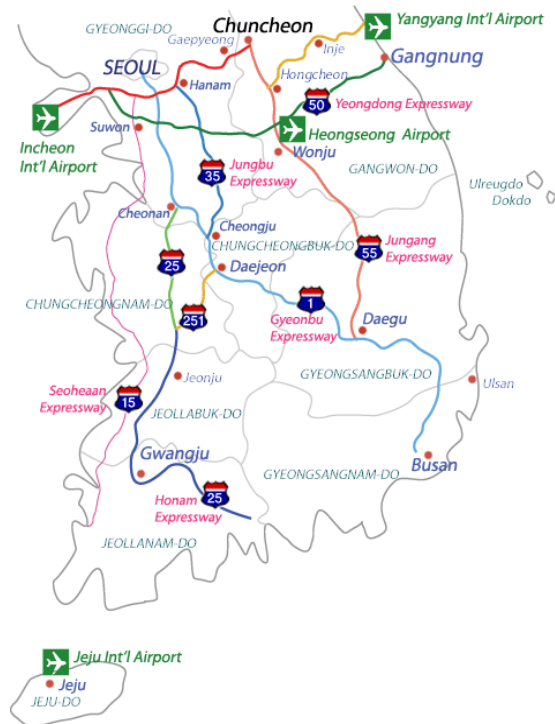 Yangyang Int'l Airport
GYEONGGI-DO
Chuncheon
Gaepyeong
Inje
SEOUL
Gangnung
Hanam
Hongcheon
50
Yeongdong Expressway
Suwon
Heongseong Airport
Incheon
Int'l Airport
Wonju
Jungbu
Expressway
35
GANGWON-DO
Ulreugdo
Dokdo
Cheonan
Cheongju
CHUNGCHEONGBUK-DO
Jungang
Expressway
55
25
Daejeon
CHUNGCHEONGNAM-DO
251
1
Gyeonbu
Expressway
Daegu
Jeonju
GYEONGSANGBUK-DO
Ulsan
Seoheaan
Expressway
15
JEOLLABUK-DO
Gwangju
Busan
GYEONGSANGNAM-DO
Honam
Expressway
25
JEOLLANAM-DO
Jeju Int'l Airport
Jeju
JEJU-DO